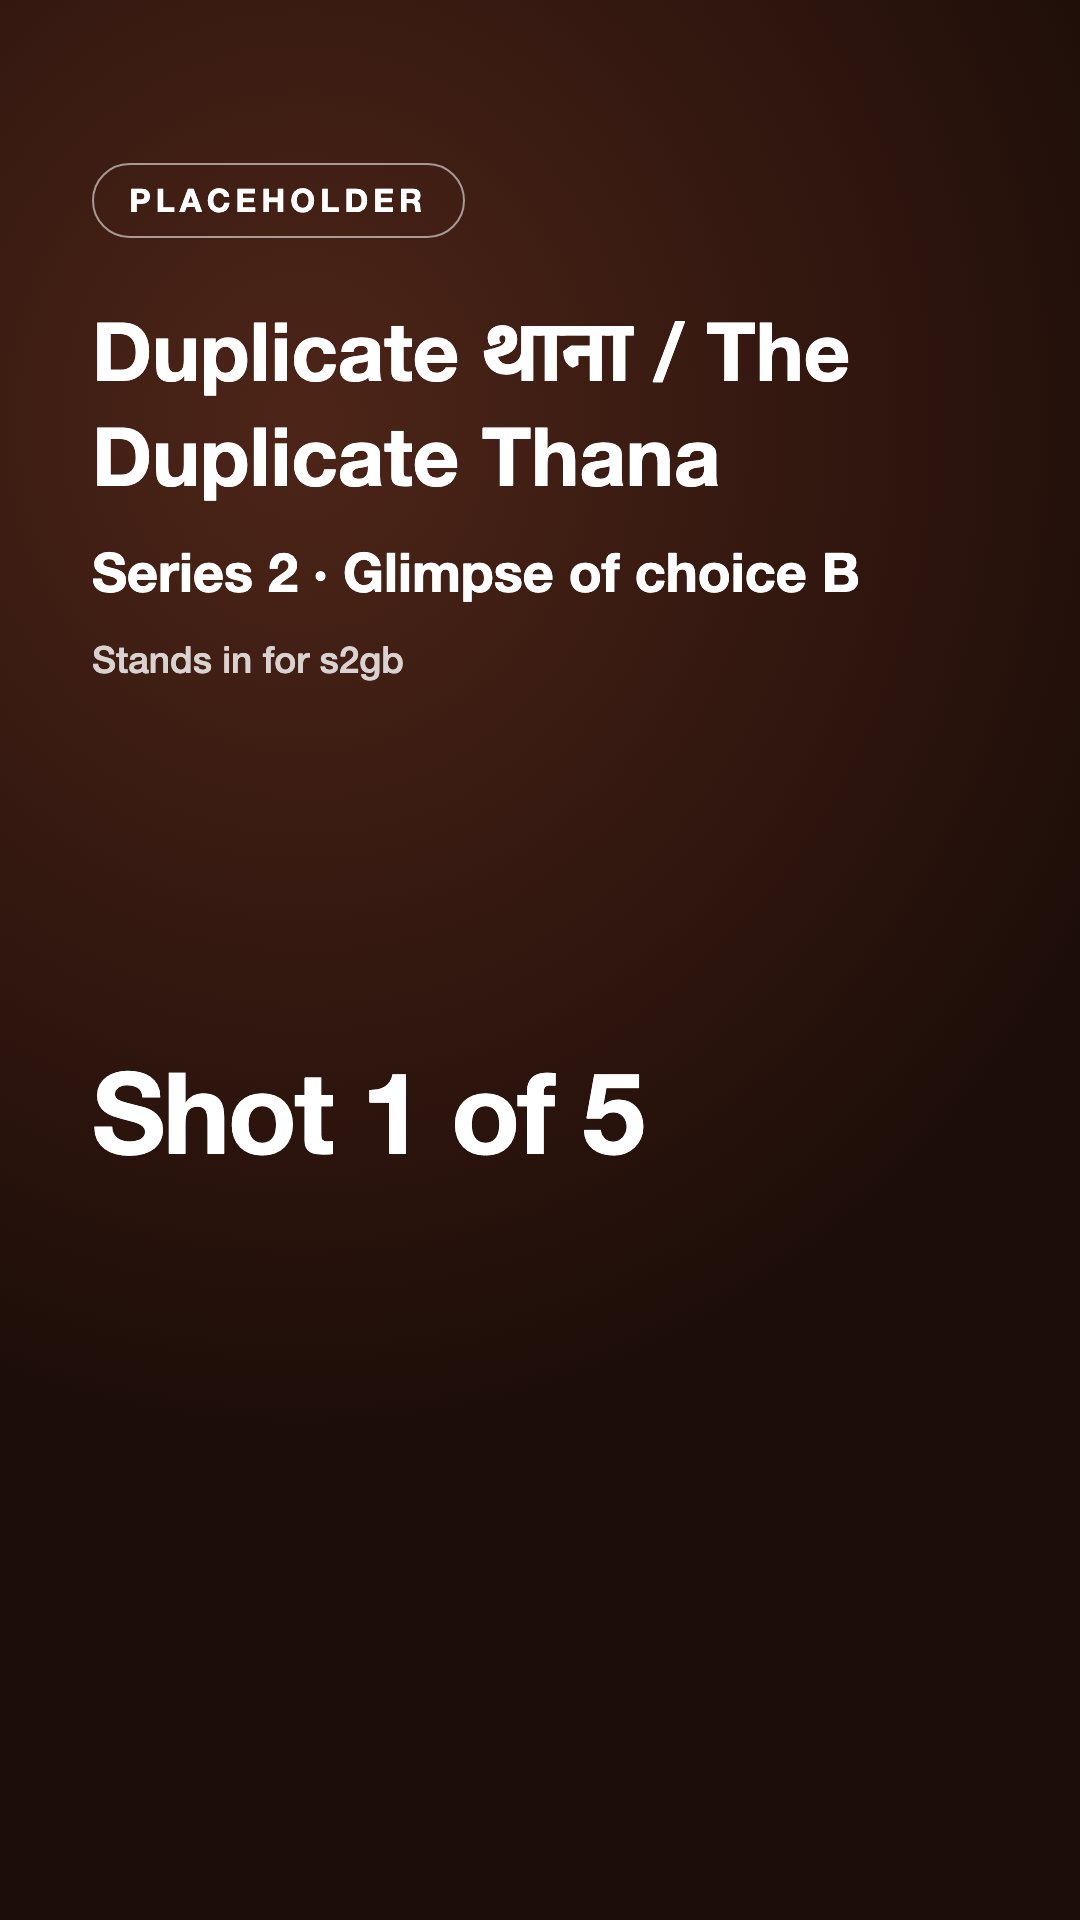 PLACEHOLDER
Duplicate थाना / The
Duplicate Thana
Series 2 · Glimpse of choice B
Stands in for s2gb
Shot 1 of 5